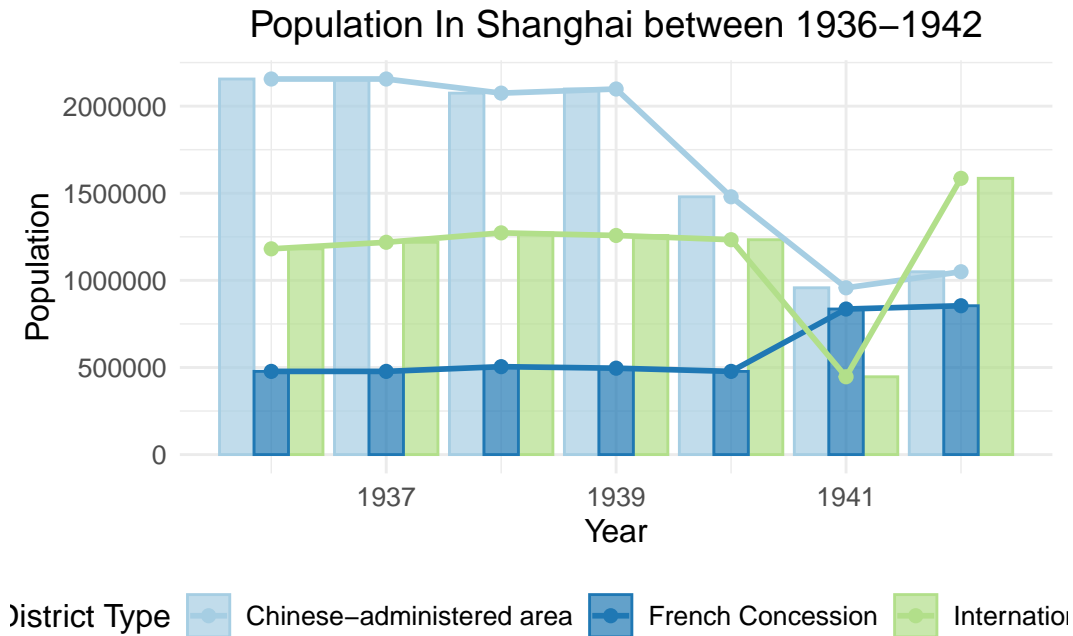 Population In Shanghai between 1936−1942
Population
2000000
1500000
1000000
500000
0
1937 1939 1941
Year
District Type Chinese−administered area French Concession Internation